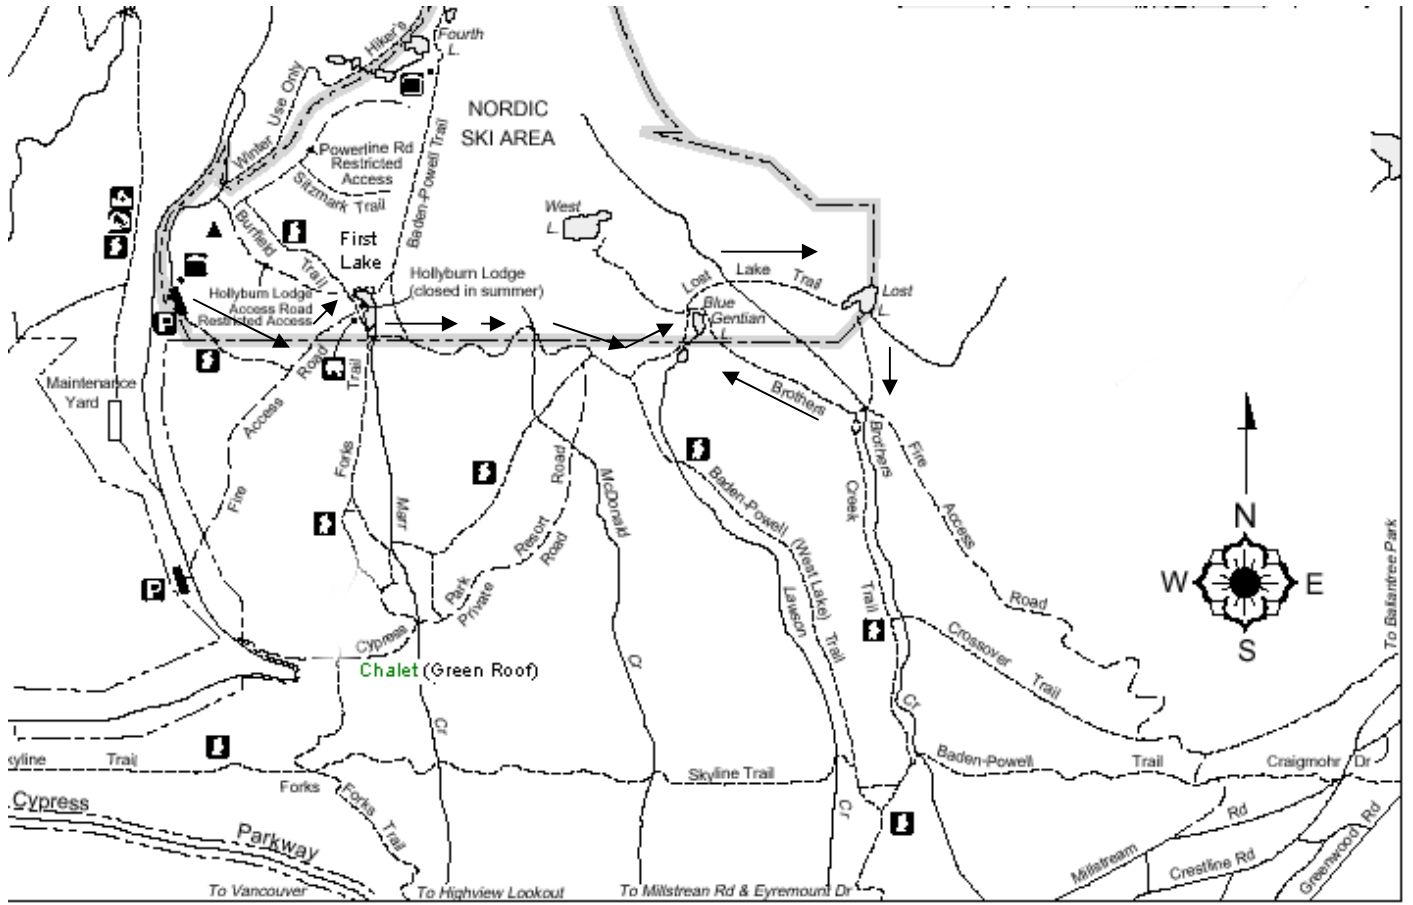 Hiker's
Fourth
L.
Winter Use Only
NORDIC
SKI AREA
Powerline Rd
Restricted
Access
Sitzmark Trail
Baden-Powell Trail
4
2
West
L.
Burfield
Trail
First
Lake
Hollyburn Lodge
(closed in summer)
Lost Lake Trail
Lost
L.
Blue
Gentian
L.
Hollyburn Lodge
Access Road
Restricted Access
P
Maintenance
Yard
Road
Access
Fire
Trail
Forks
Marr
Brothers
Brothers
Creek
Trail
Fire
Access
Road
Road
Resort
Park
Private
Road
McDonald
Baden-Powell
(West Lake)
Trail
Lawson
N
W
E
S
To Ballantree Park
P
Cypress
Chalet (Green Roof)
Cr
Crossover
Trail
Cr
Cr
kyline Trail
Skyline Trail
Baden-Powell Trail
Craigmohr Dr
Forks
Forks
Trail
Cr
Cypress
Parkway
Rd
Millstream
Crestline Rd
Greenwood Rd
To Vancouver
To Highview Lookout
To Millstrean Rd & Eyremount Dr